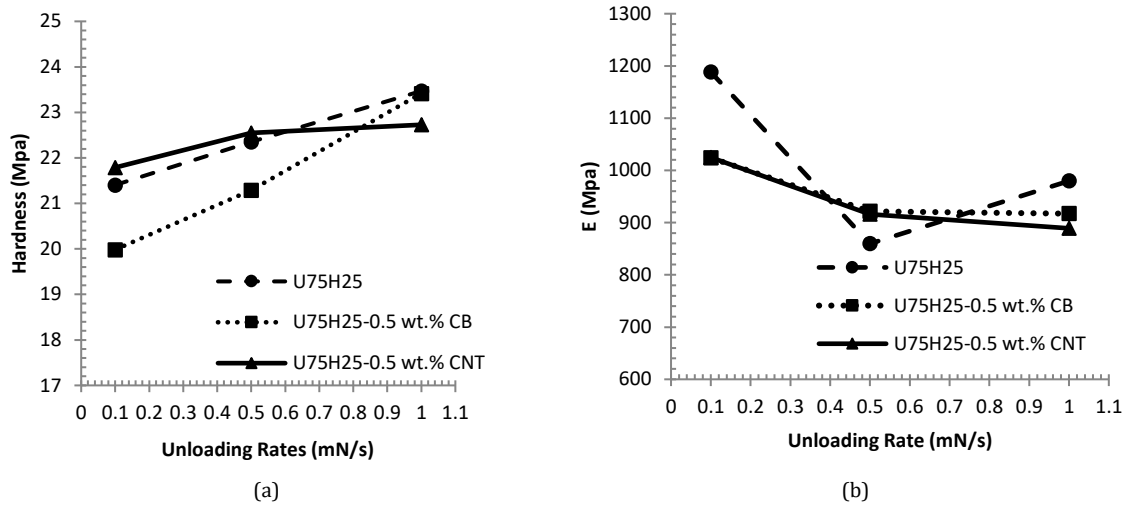 25
24
23
22
21
20
19
18
17
Hardness (Mpa)
U75H25
U75H25-0.5 wt.% CB
U75H25-0.5 wt.% CNT
0 0.1 0.2 0.3 0.4 0.5 0.6 0.7 0.8 0.9 1 1.1
Unloading Rates (mN/s)
(a)
1300
1200
1100
1000
900
800
700
600
E (Mpa)
U75H25
U75H25-0.5 wt.% CB
U75H25-0.5 wt.% CNT
0 0.1 0.2 0.3 0.4 0.5 0.6 0.7 0.8 0.9 1 1.1
Unloading Rate (mN/s)
(b)